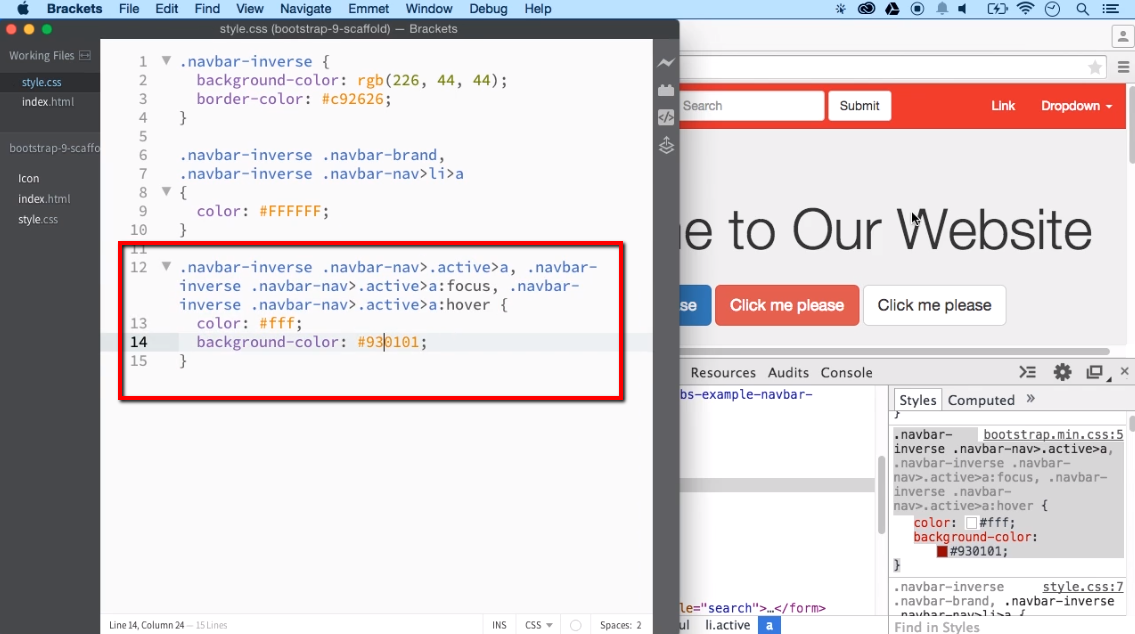 Brackets File Edit Find View Navigate Emmet Window Debug Help
style.css (bootstrap-9-scaffold) — Brackets
Working Files
style.css
index.html
bootstrap-9-scaffo
Icon
index.html
style.css
1 .navbar-inverse {
2 background-color: rgb(226, 44, 44);
3 border-color: #c92626;
4 }
5
6 .navbar-inverse .navbar-brand,
7 .navbar-inverse .navbar-nav>li>a
8 {
9 color: #FFFFFF;
10 }
11
12 .navbar-inverse .navbar-nav>.active>a, .navbar-
inverse .navbar-nav>.active>a:focus, .navbar-
inverse .navbar-nav>.active>a:hover {
13 color: #fff;
14 background-color: #930101;
15 }
Line 14, Column 24 — 15 Lines
INS CSS Spaces: 2
Search Submit Link Dropdown
e to Our Website
se Click me please Click me please
Resources Audits Console
bs-example-navbar-
le="search">…</form>
ul li.active a
Styles Computed »
}
.navbar- bootstrap.min.css:5
inverse .navbar-nav>.active>a,
.navbar-inverse .navbar-
nav>.active>a:focus, .navbar-
inverse .navbar-
nav>.active>a:hover {
color: #fff;
background-color:
#930101;
}
.navbar-inverse style.css:7
.navbar-brand, .navbar-inverse
.navbar-nav>li>a {
Find in Styles